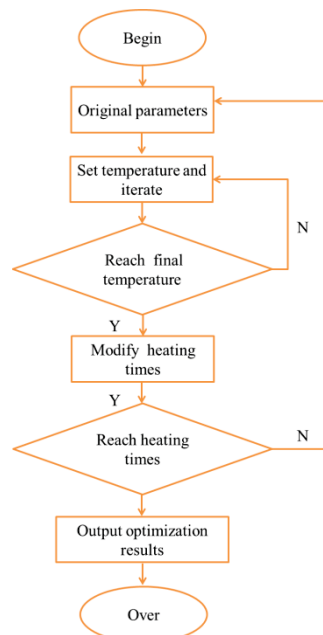 Begin
Original parameters
Set temperature and
iterate
N
Reach final
temperature
Y
Modify heating
times
Y
Reach heating
times
N
Output optimization
results
Over